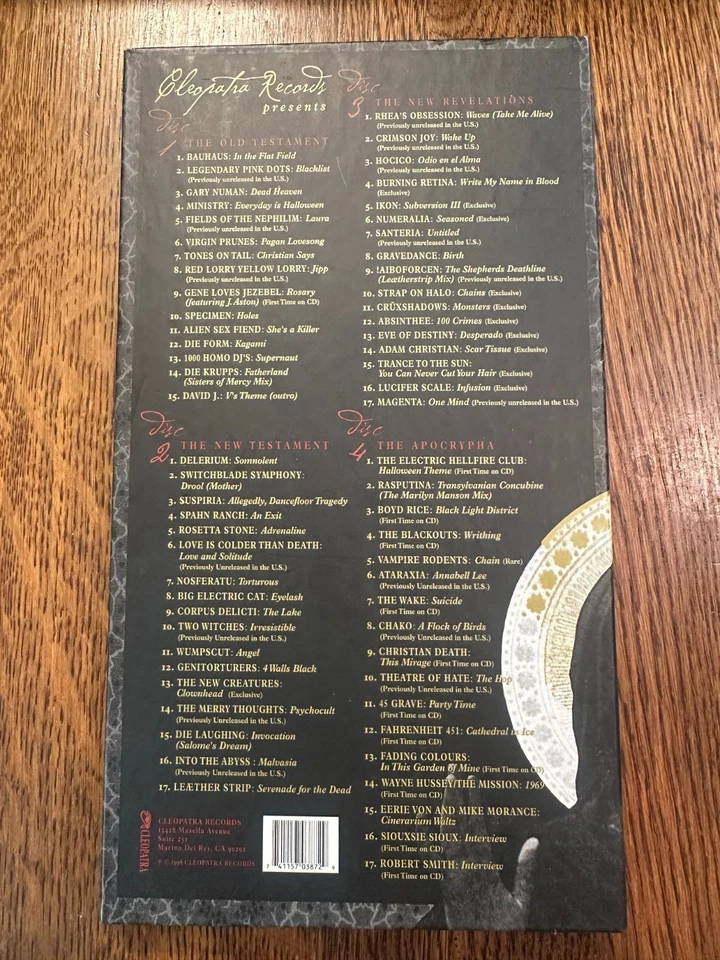 Cleopatra Records
presents
Disc
1 THE OLD TESTAMENT
1. BAUHAUS: In the Flat Field
2. LEGENDARY PINK DOTS: Blacklist
(Previously unreleased in the U.S.)
3. GARY NUMAN: Dead Heaven
4. MINISTRY: Everyday is Halloween
5. FIELDS OF THE NEPHILIM: Laura
(Previously unreleased in the U.S.)
6. VIRGIN PRUNES: Pagan Lovesong
7. TONES ON TAIL: Christian Says
8. RED LORRY YELLOW LORRY: Jipp
(Previously unreleased in the U.S.)
9. GENE LOVES JEZEBEL: Rosary
(featuring J.Aston) (First Time on CD)
10. SPECIMEN: Holes
11. ALIEN SEX FIEND: She's a Killer
12. DIE FORM: Kagami
13. 1000 HOMO DJ'S: Supernaut
14. DIE KRUPPS: Fatherland
(Sisters of Mercy Mix)
15. DAVID J.: V's Theme (outro)
Disc
2 THE NEW TESTAMENT
1. DELERIUM: Somnolent
2. SWITCHBLADE SYMPHONY:
Drool (Mother)
3. SUSPIRIA: Allegedly, Dancefloor Tragedy
4. SPAHN RANCH: An Exit
5. ROSETTA STONE: Adrenaline
6. LOVE IS COLDER THAN DEATH:
Love and Solitude
(Previously Unreleased in the U.S.)
7. NOSFERATU: Torturous
8. BIG ELECTRIC CAT: Eyelash
9. CORPUS DELICTI: The Lake
10. TWO WITCHES: Irresistible
(Previously Unreleased in the U.S.)
11. WUMPSCUT: Angel
12. GENITORTURERS: 4 Walls Black
13. THE NEW CREATURES:
Clownhead (Exclusive)
14. THE MERRY THOUGHTS: Psychocult
(Previously Unreleased in the U.S.)
15. DIE LAUGHING: Invocation
(Salome's Dream)
16. INTO THE ABYSS : Malvasia
(Previously Unreleased in the U.S.)
17. LEÆTHER STRIP: Serenade for the Dead
CLEOPATRA
CLEOPATRA RECORDS
13428 Maxella Avenue
Suite 251
Marina Del Rey, CA 90292
P. © 1998 CLEOPATRA RECORDS
7 41157 03872 9
Disc
3 THE NEW REVELATIONS
1. RHEA'S OBSESSION: Waves (Take Me Alive)
(Previously unreleased in the U.S.)
2. CRIMSON JOY: Wake Up
(Previously unreleased in the U.S.)
3. HOCICO: Odio en el Alma
(Previously unreleased in the U.S.)
4. BURNING RETINA: Write My Name in Blood
(Exclusive)
5. IKON: Subversion III (Exclusive)
6. NUMERALIA: Seasoned (Exclusive)
7. SANTERIA: Untitled
(Previously unreleased in the U.S.)
8. GRAVEDANCE: Birth
9. !AIBOFORCEN: The Shepherds Deathline
(Leætherstrip Mix) (Previously unreleased in the U.S.)
10. STRAP ON HALO: Chains (Exclusive)
11. CRÜXSHADOWS: Monsters (Exclusive)
12. ABSINTHEE: 100 Crimes (Exclusive)
13. EVE OF DESTINY: Desperado (Exclusive)
14. ADAM CHRISTIAN: Scar Tissue (Exclusive)
15. TRANCE TO THE SUN:
You Can Never Cut Your Hair (Exclusive)
16. LUCIFER SCALE: Infusion (Exclusive)
17. MAGENTA: One Mind (Previously unreleased in the U.S.)
Disc
4 THE APOCRYPHA
1. THE ELECTRIC HELLFIRE CLUB:
Halloween Theme (First Time on CD)
2. RASPUTINA: Transylvanian Concubine
(The Marilyn Manson Mix)
3. BOYD RICE: Black Light District
(First Time on CD)
4. THE BLACKOUTS: Writhing
(First Time on CD)
5. VAMPIRE RODENTS: Chain (Rare)
6. ATARAXIA: Annabell Lee
(Previously Unreleased in the U.S.)
7. THE WAKE: Suicide
(First Time on CD)
8. CHAKO: A Flock of Birds
(Previously Unreleased in the U.S.)
9. CHRISTIAN DEATH:
This Mirage (First Time on CD)
10. THEATRE OF HATE: The Hop
(Previously Unreleased in the U.S.)
11. 45 GRAVE: Party Time
(First Time on CD)
12. FAHRENHEIT 451: Cathedral in Ice
(First Time on CD)
13. FADING COLOURS:
In This Garden of Mine (First Time on CD)
14. WAYNE HUSSEY/THE MISSION: 1969
(First Time on CD)
15. EERIE VON AND MIKE MORANCE:
Cinerarium Waltz
16. SIOUXSIE SIOUX: Interview
(First Time on CD)
17. ROBERT SMITH: Interview
(First Time on CD)